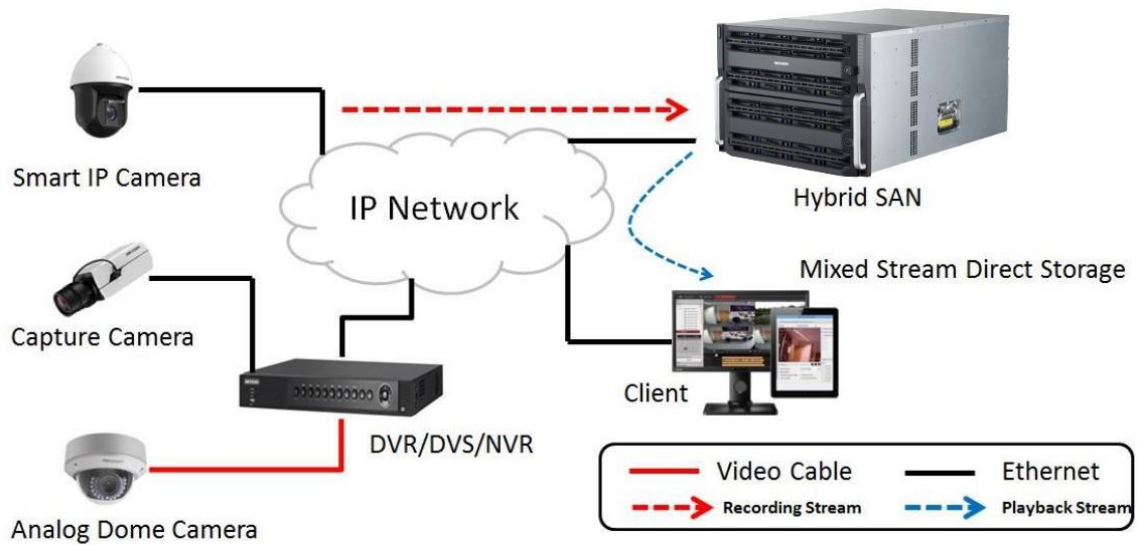 Smart IP Camera
IP Network
Hybrid SAN
Mixed Stream Direct Storage
Capture Camera
Client
DVR/DVS/NVR
Analog Dome Camera
Video Cable
Ethernet
Recording Stream
Playback Stream